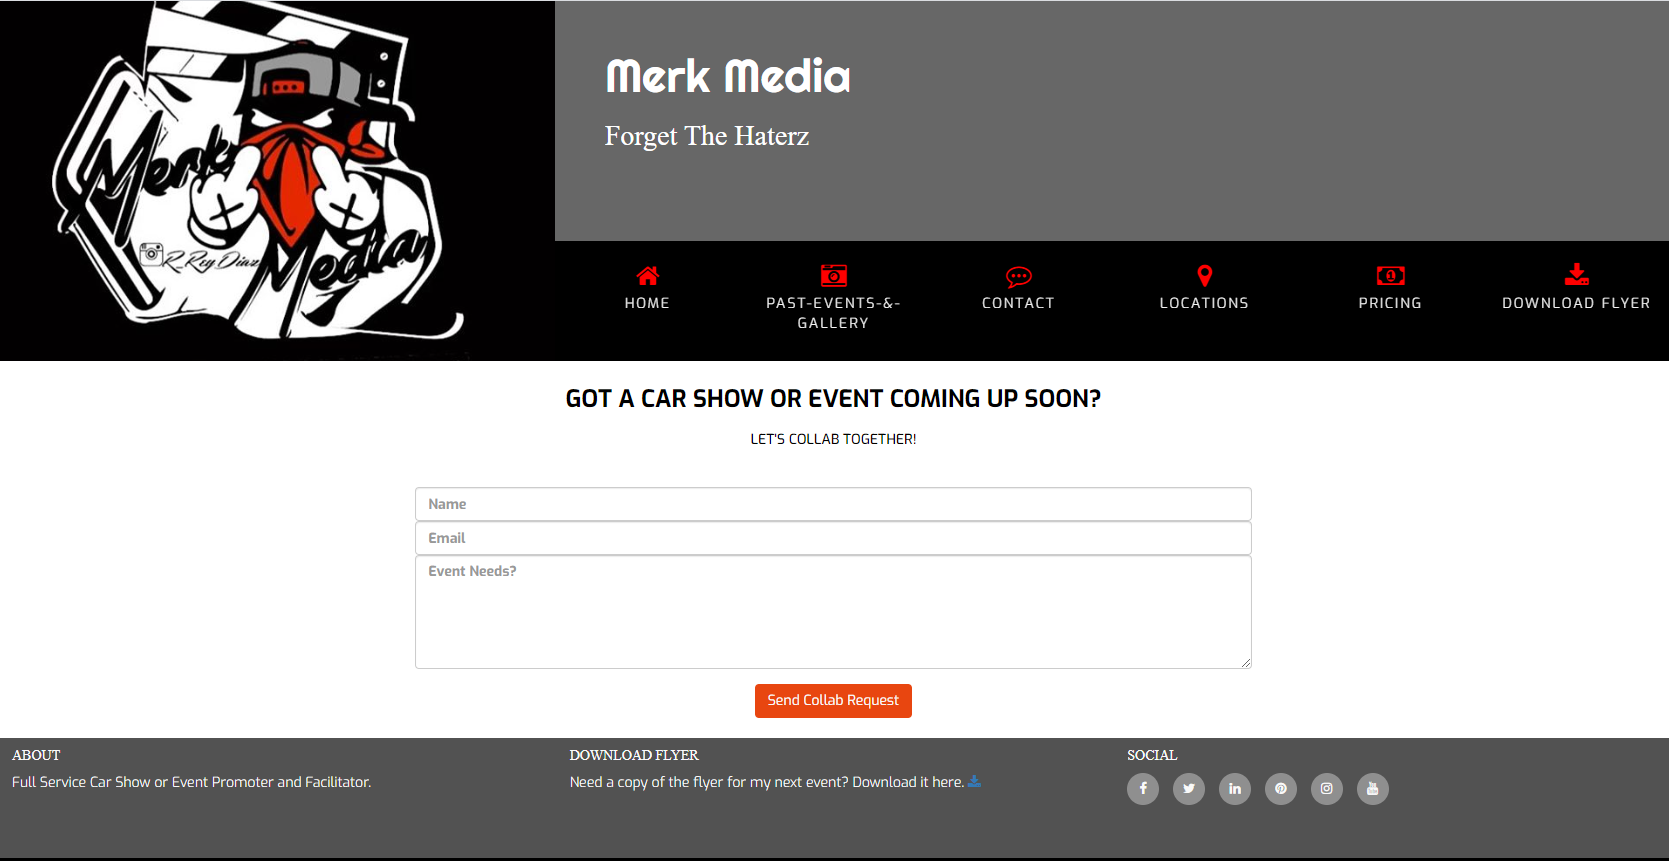 Merk
Media
R_Rey Diaz
Merk Media
Forget The Haterz
HOME
PAST-EVENTS-&-
GALLERY
CONTACT
LOCATIONS
PRICING
DOWNLOAD FLYER
GOT A CAR SHOW OR EVENT COMING UP SOON?
LET'S COLLAB TOGETHER!
Name
Email
Event Needs?
Send Collab Request
ABOUT
Full Service Car Show or Event Promoter and Facilitator.
DOWNLOAD FLYER
Need a copy of the flyer for my next event? Download it here.
SOCIAL